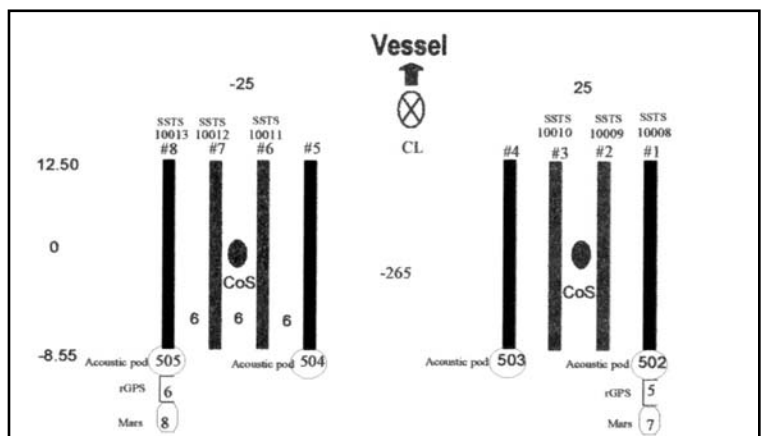 Vessel
-25
25
SSTS SSTS SSTS SSTS SSTS SSTS
10013 10012 10011 10010 10009 10008
#8 #7 #6 #5 CL #4 #3 #2 #1
12.50
0
-265
CoS CoS
6 6 6
-8.55
Acoustic pod 505 Acoustic pod 504 Acoustic pod 503 Acoustic pod 502
rGPS 6 rGPS 5
Mars 8 Mars 7